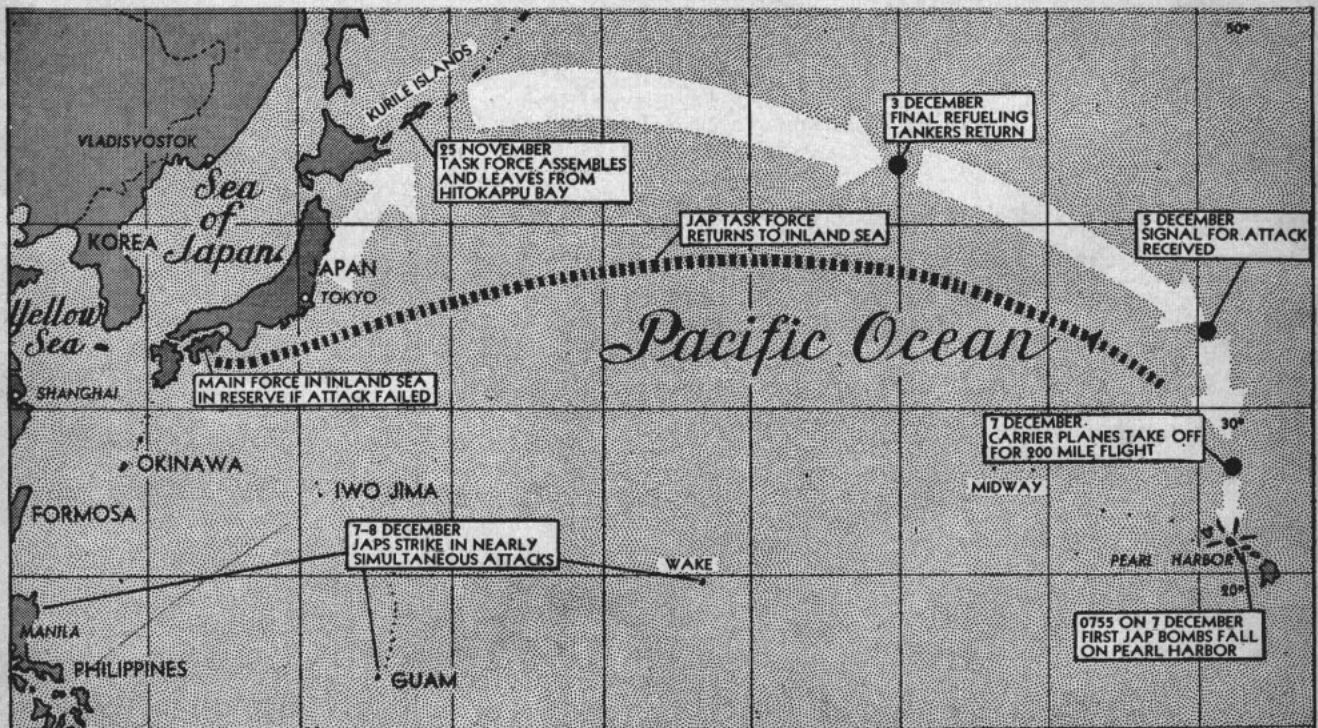 50°
KURILE ISLANDS
3 DECEMBER
FINAL REFUELING
TANKERS RETURN
VLADISVOSTOK
25 NOVEMBER
TASK FORCE ASSEMBLES
AND LEAVES FROM
HITOKAPPU BAY
Sea
of
Japan
KOREA
JAP TASK FORCE
RETURNS TO INLAND SEA
5 DECEMBER
SIGNAL FOR ATTACK
RECEIVED
JAPAN
TOKYO
Yellow
Sea
Pacific Ocean
MAIN FORCE IN INLAND SEA
IN RESERVE IF ATTACK FAILED
SHANGHAI
7 DECEMBER
CARRIER PLANES TAKE OFF
FOR 200 MILE FLIGHT
30°
OKINAWA
IWO JIMA
MIDWAY
FORMOSA
7-8 DECEMBER
JAPS STRIKE IN NEARLY
SIMULTANEOUS ATTACKS
WAKE
PEARL HARBOR
20°
MANILA
0755 ON 7 DECEMBER
FIRST JAP BOMBS FALL
ON PEARL HARBOR
PHILIPPINES
GUAM